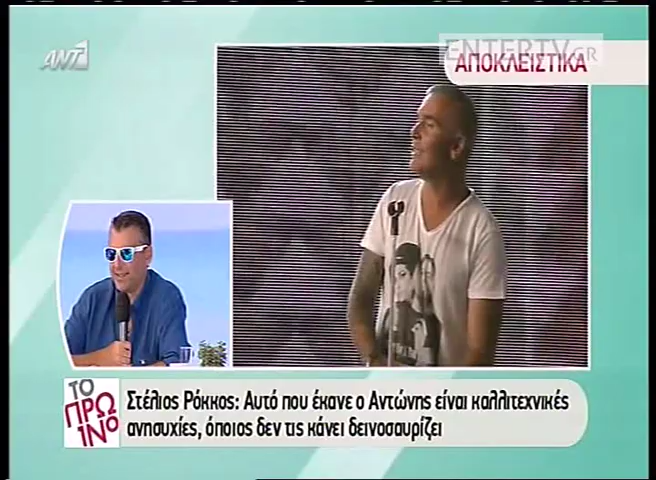 ANT1
ENTERTV.GR
ΑΠΟΚΛΕΙΣΤΙΚΑ
ΤΟ
ΠΡΩ
ΙΝΟ
Στέλιος Ρόκκος: Αυτό που έκανε ο Αντώνης είναι καλλιτεχνικές
ανησυχίες, όποιος δεν τις κάνει δεινοσαυρίζει